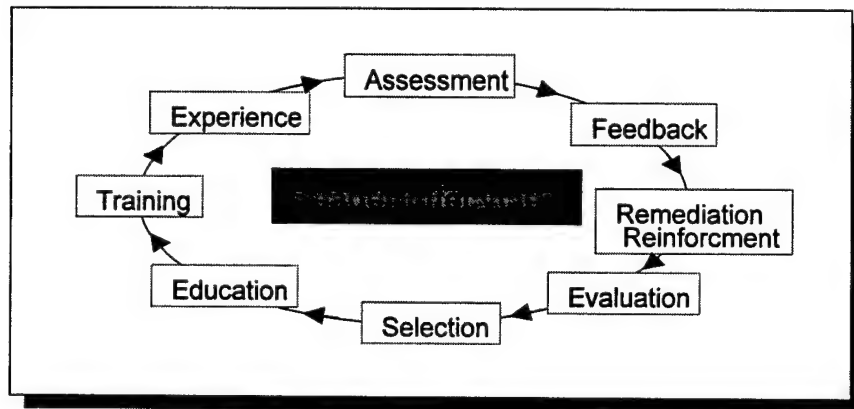 Assessment
Experience
Feedback
Training
Remediation
Reinforcment
Education
Evaluation
Selection